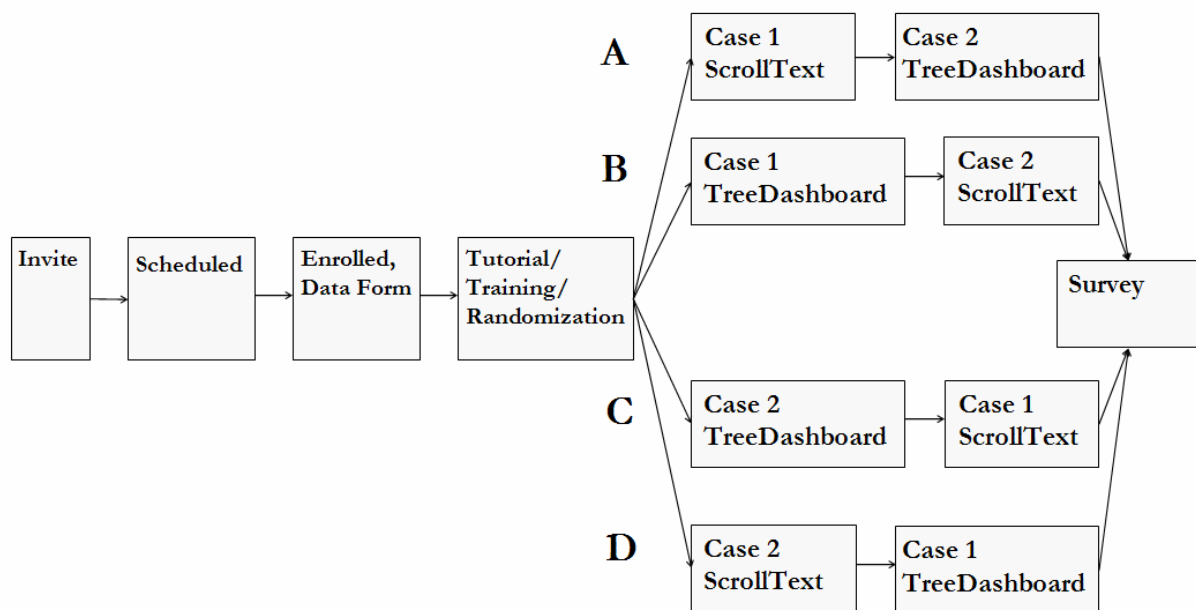 Invite
Scheduled
Enrolled,
Data Form
Tutorial/
Training/
Randomization
A
Case 1
ScrollText
Case 2
TreeDashboard
B
Case 1
TreeDashboard
Case 2
ScrollText
C
Case 2
TreeDashboard
Case 1
ScrollText
D
Case 2
ScrollText
Case 1
TreeDashboard
Survey